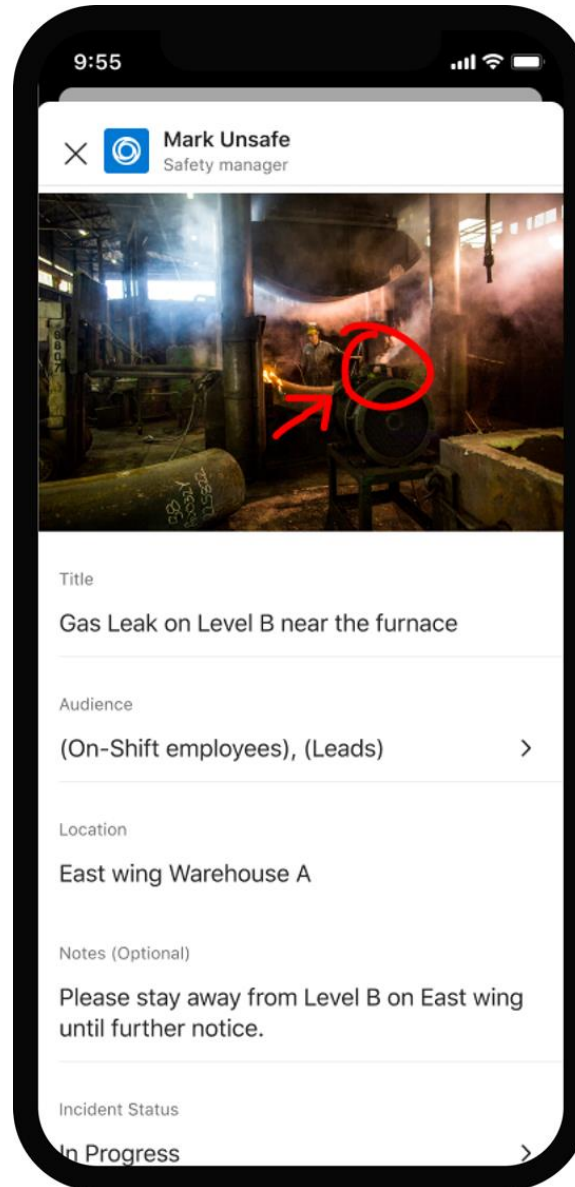 9:55
Mark Unsafe
Safety manager
Title
Gas Leak on Level B near the furnace
Audience
(On-Shift employees), (Leads)
Location
East wing Warehouse A
Notes (Optional)
Please stay away from Level B on East wing
until further notice.
Incident Status
In Progress